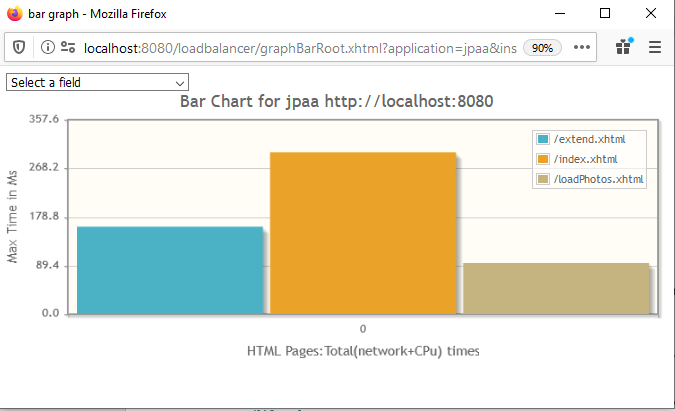 bar graph - Mozilla Firefox
localhost:8080/loadbalancer/graphBarRoot.xhtml?application=jpaa&ins
90%
Select a field
Bar Chart for jpaa http://localhost:8080
357.6
268.2
178.8
89.4
0.0
Max Time in Ms
/extend.xhtml
/index.xhtml
/loadPhotos.xhtml
0
HTML Pages:Total(network+CPu) times